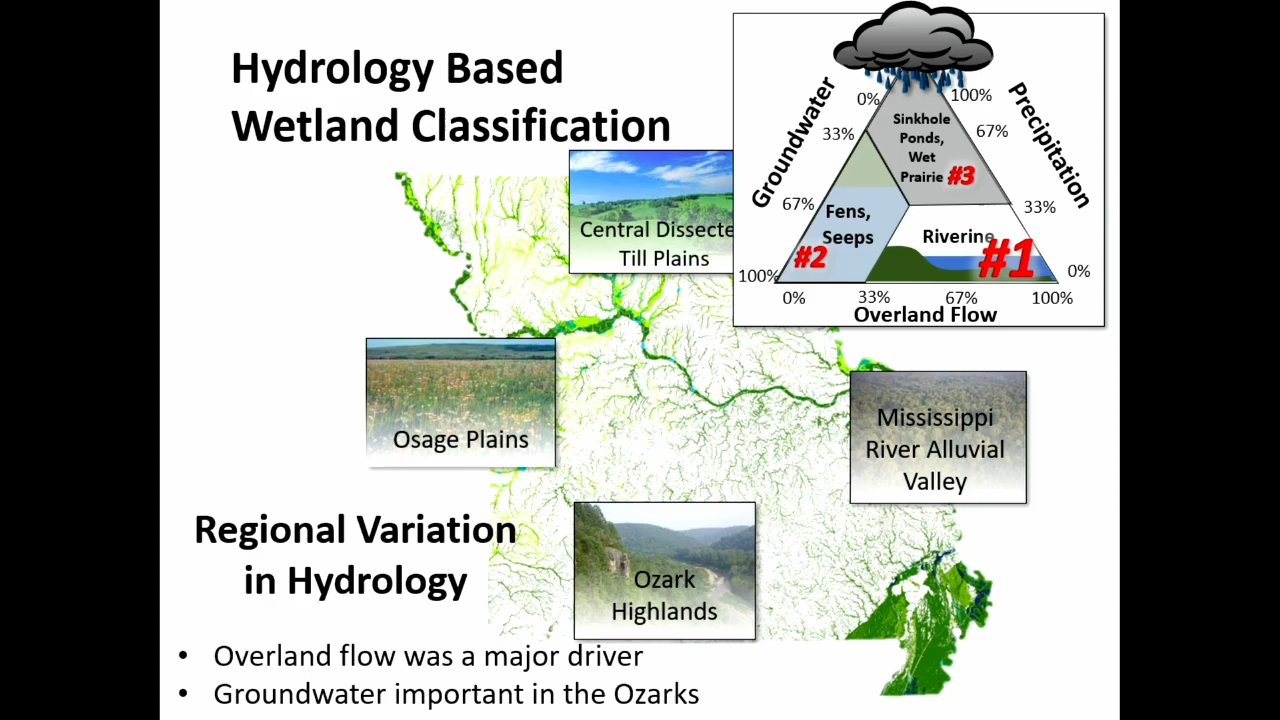 Hydrology Based
Wetland Classification
Groundwater
Precipitation
0%
100%
33%
67%
67%
33%
100%
0%
Sinkhole
Ponds,
Wet
Prairie #3
Fens,
Seeps
#2
Riverine
#1
0%
33%
67%
100%
Overland Flow
Central Dissecte
Till Plains
Osage Plains
Mississippi
River Alluvial
Valley
Ozark
Highlands
Regional Variation
in Hydrology
• Overland flow was a major driver
• Groundwater important in the Ozarks